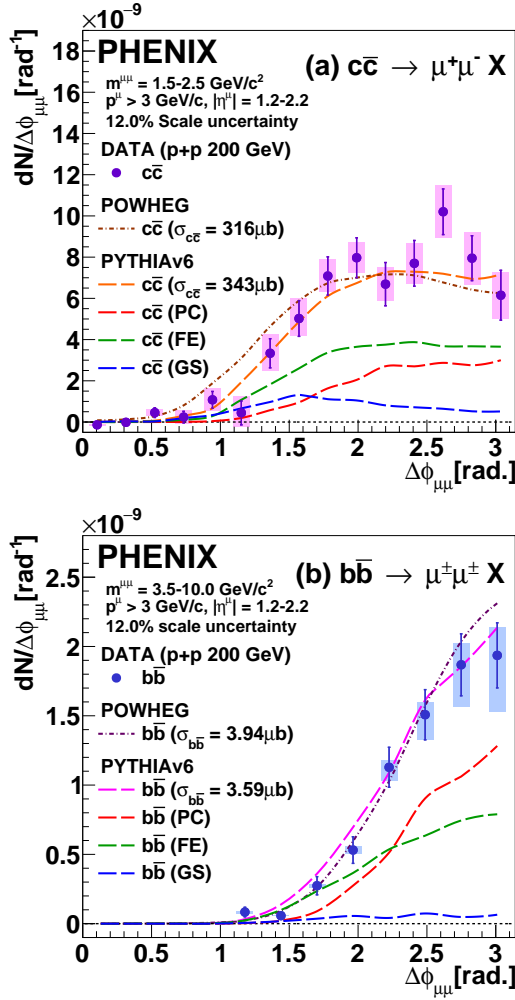 ×10⁻⁹
PHENIX
(a) cc̅ → μ⁺μ⁻ X
m^μμ = 1.5-2.5 GeV/c²
p^μ > 3 GeV/c, |η^μ| = 1.2-2.2
12.0% Scale uncertainty
DATA (p+p 200 GeV)
cc̅
POWHEG
cc̅ (σ_cc̅ = 316μb)
PYTHIAv6
cc̅ (σ_cc̅ = 343μb)
cc̅ (PC)
cc̅ (FE)
cc̅ (GS)
dN/Δφ_μμ [rad⁻¹]
18
16
14
12
10
8
6
4
2
0
0 0.5 1 1.5 2 2.5 3
Δφ_μμ [rad.]
×10⁻⁹
PHENIX
(b) bb̅ → μ^±μ^± X
m^μμ = 3.5-10.0 GeV/c²
p^μ > 3 GeV/c, |η^μ| = 1.2-2.2
12.0% scale uncertainty
DATA (p+p 200 GeV)
bb̅
POWHEG
bb̅ (σ_bb̅ = 3.94μb)
PYTHIAv6
bb̅ (σ_bb̅ = 3.59μb)
bb̅ (PC)
bb̅ (FE)
bb̅ (GS)
dN/Δφ_μμ [rad⁻¹]
2.5
2
1.5
1
0.5
0
0 0.5 1 1.5 2 2.5 3
Δφ_μμ [rad.]